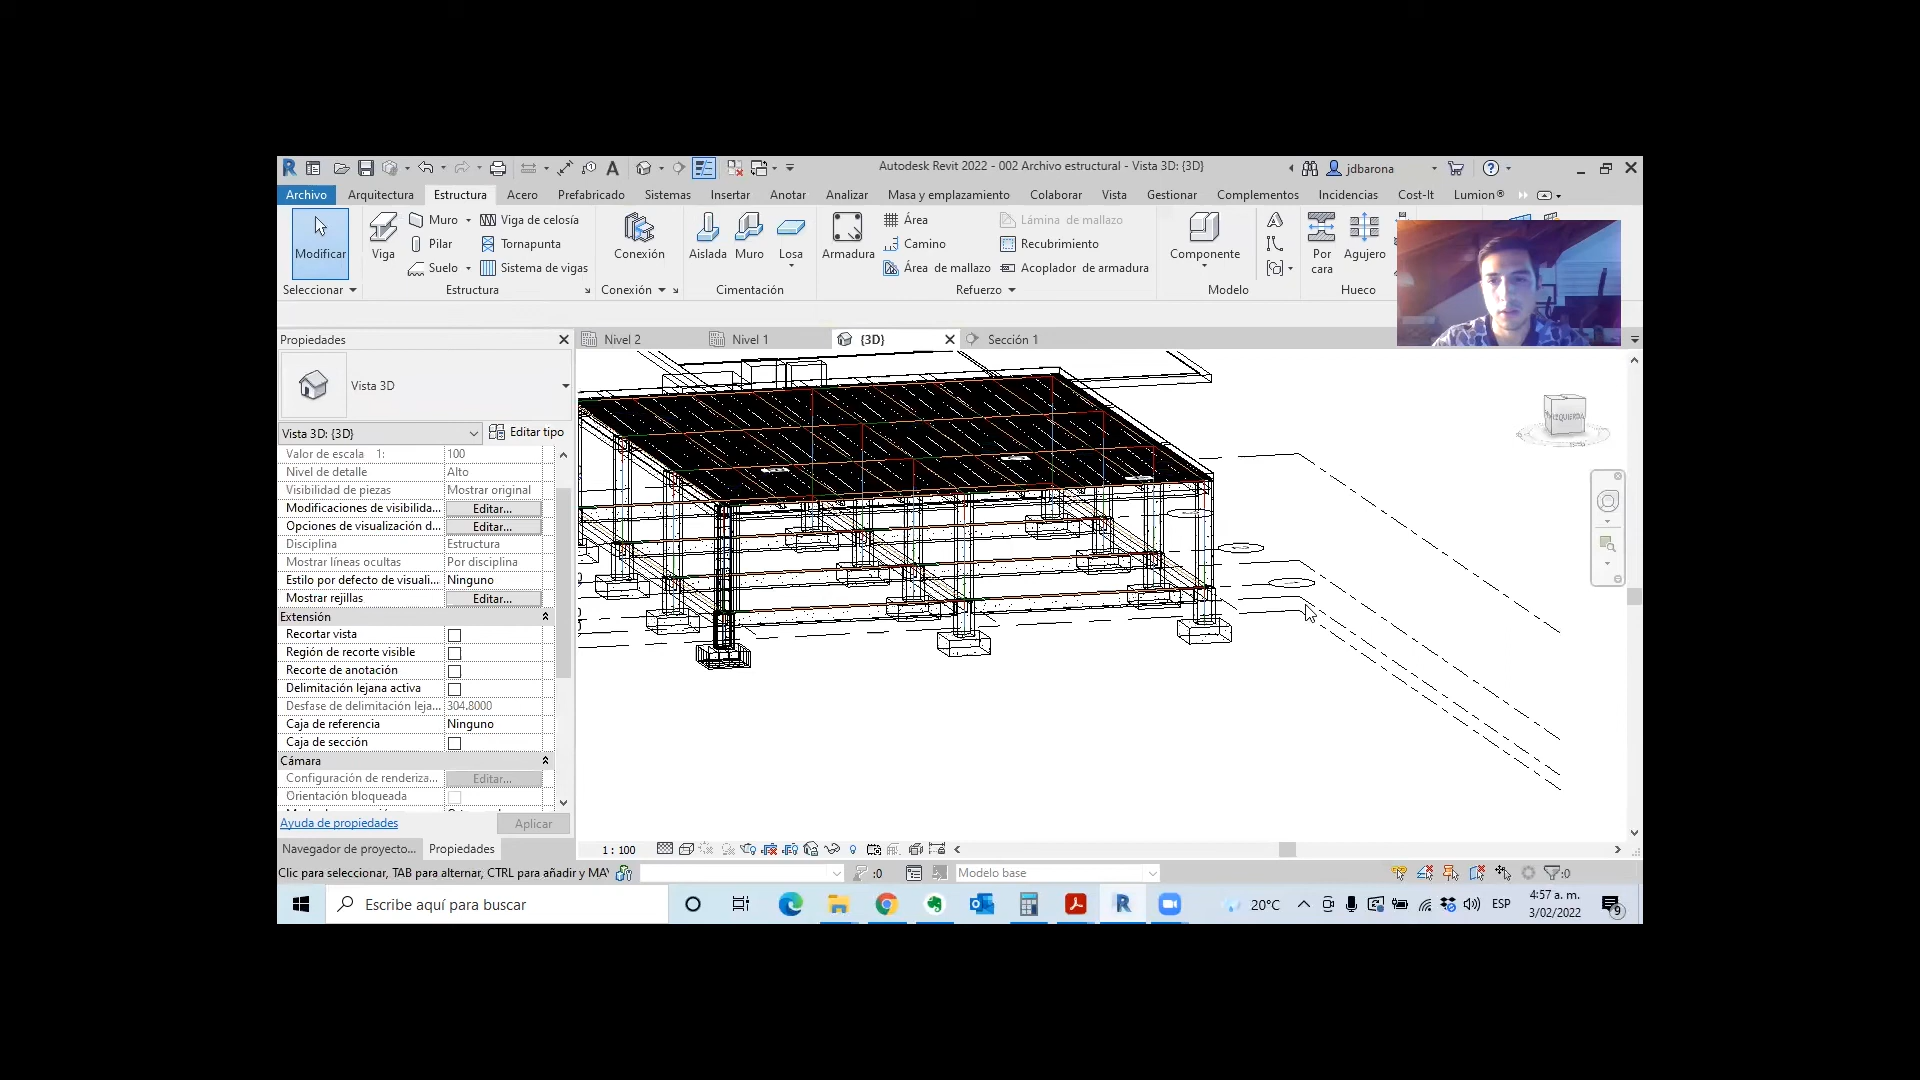 Autodesk Revit 2022 - 002 Archivo estructural - Vista 3D: {3D}
jdbarona
Archivo Arquitectura Estructura Acero Prefabricado Sistemas Insertar Anotar Analizar Masa y emplazamiento Colaborar Vista Gestionar Complementos Incidencias Cost-It Lumion®
Muro Viga de celosía Área Lámina de mallazo
Pilar Tornapunta Camino Recubrimiento
Modificar Viga Conexión Aislada Muro Losa Armadura Componente Por cara Agujero
Suelo Sistema de vigas Área de mallazo Acoplador de armadura
Seleccionar Estructura Conexión Cimentación Refuerzo Modelo Hueco
Propiedades Nivel 2 Nivel 1 {3D} Sección 1
Vista 3D
Vista 3D: {3D} Editar tipo
Valor de escala 1: 100
Nivel de detalle Alto
Visibilidad de piezas Mostrar original
Modificaciones de visibilida... Editar...
Opciones de visualización d... Editar...
Disciplina Estructura
Mostrar líneas ocultas Por disciplina
Estilo por defecto de visuali... Ninguno
Mostrar rejillas Editar...
Extensión
Recortar vista
Región de recorte visible
Recorte de anotación
Delimitación lejana activa
Desfase de delimitación leja... 304.8000
Caja de referencia Ninguno
Caja de sección
Cámara
Configuración de renderiza... Editar...
Orientación bloqueada
Ayuda de propiedades Aplicar
Navegador de proyecto... Propiedades
IZQUIERDA
1 : 100
Clic para seleccionar, TAB para alternar, CTRL para añadir y MAY
:0
Modelo base
:0
Escribe aquí para buscar
20°C
ESP
4:57 a. m.
3/02/2022
9